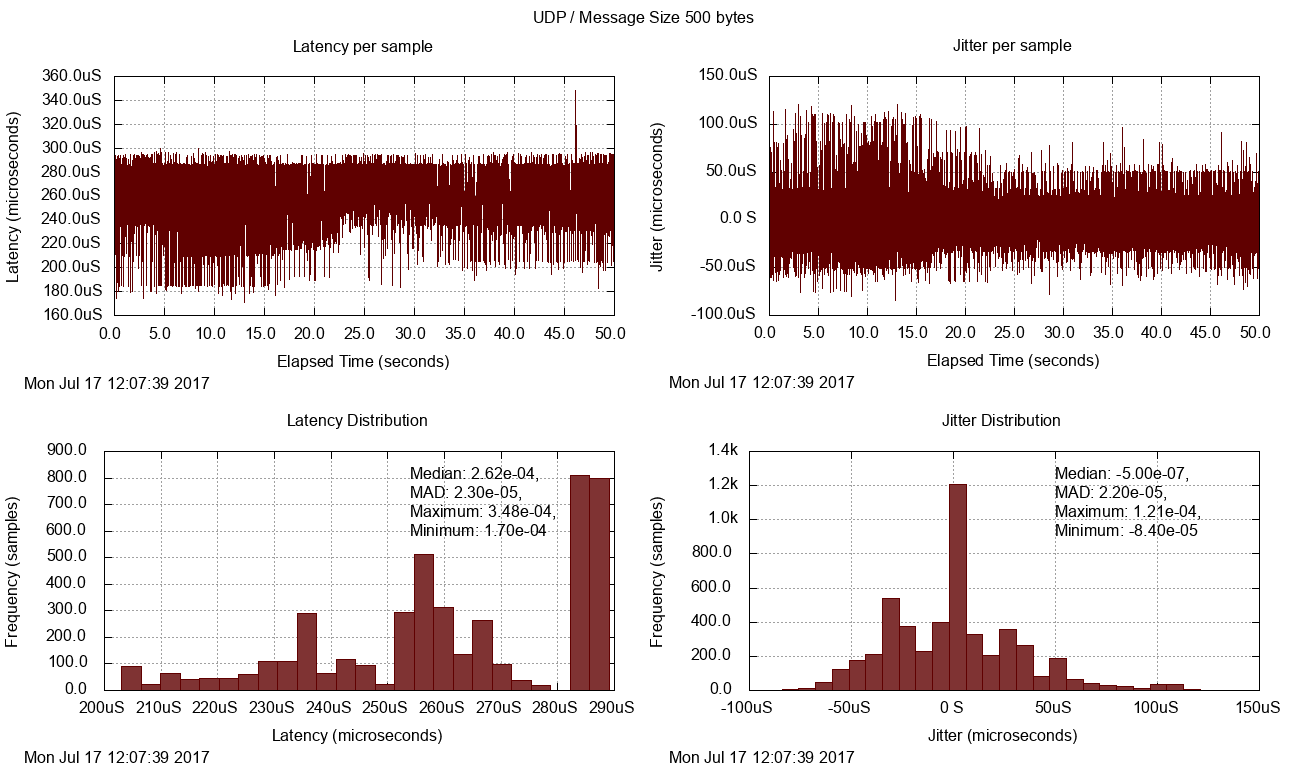 UDP / Message Size 500 bytes
Latency per sample
Latency (microseconds)
360.0uS
340.0uS
320.0uS
300.0uS
280.0uS
260.0uS
240.0uS
220.0uS
200.0uS
180.0uS
160.0uS
0.0 5.0 10.0 15.0 20.0 25.0 30.0 35.0 40.0 45.0 50.0
Elapsed Time (seconds)
Mon Jul 17 12:07:39 2017
Jitter per sample
Jitter (microseconds)
150.0uS
100.0uS
50.0uS
0.0 S
-50.0uS
-100.0uS
0.0 5.0 10.0 15.0 20.0 25.0 30.0 35.0 40.0 45.0 50.0
Elapsed Time (seconds)
Mon Jul 17 12:07:39 2017
Latency Distribution
Frequency (samples)
900.0
800.0
700.0
600.0
500.0
400.0
300.0
200.0
100.0
0.0
Median: 2.62e-04,
MAD: 2.30e-05,
Maximum: 3.48e-04,
Minimum: 1.70e-04
200uS 210uS 220uS 230uS 240uS 250uS 260uS 270uS 280uS 290uS
Latency (microseconds)
Mon Jul 17 12:07:39 2017
Jitter Distribution
Frequency (samples)
1.4k
1.2k
1.0k
800.0
600.0
400.0
200.0
0.0
Median: -5.00e-07,
MAD: 2.20e-05,
Maximum: 1.21e-04,
Minimum: -8.40e-05
-100uS -50uS 0 S 50uS 100uS 150uS
Jitter (microseconds)
Mon Jul 17 12:07:39 2017